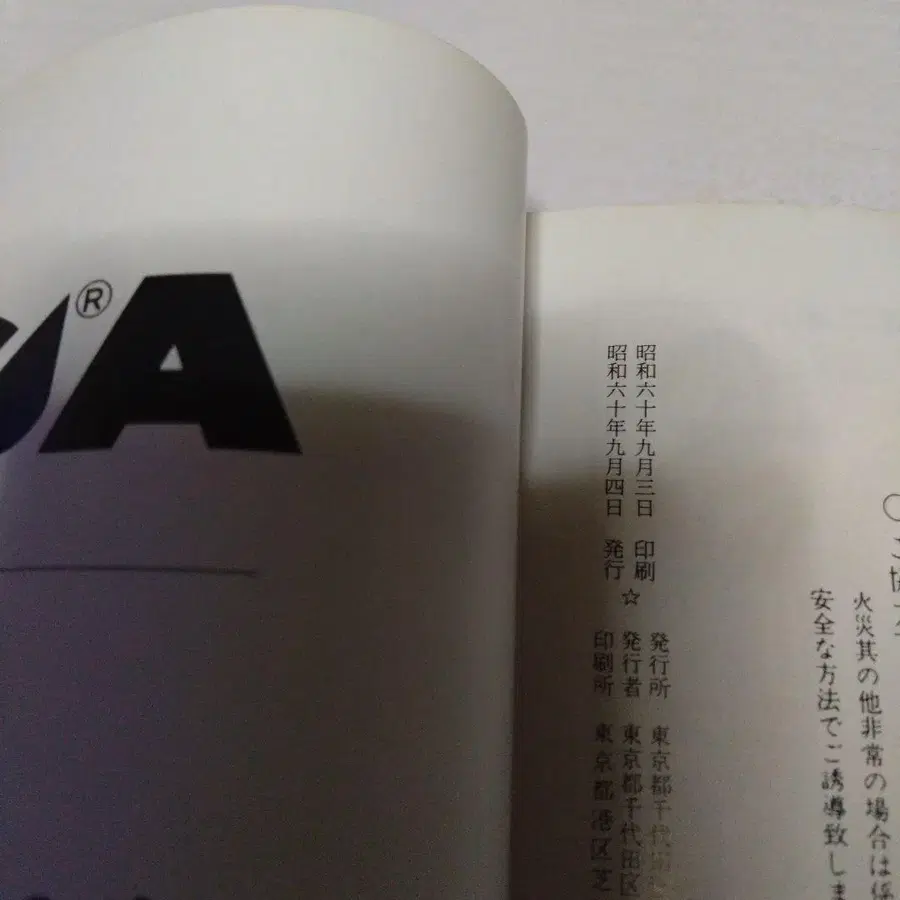 ®A
ご協
火災其の他非常の場合は係
安全な方法でご誘導致しま
昭和六十年九月三日 印刷
昭和六十年九月四日 発行
☆
発行所 東京都千代田
発行者 東京都千代田区
印刷所 東京都港区芝